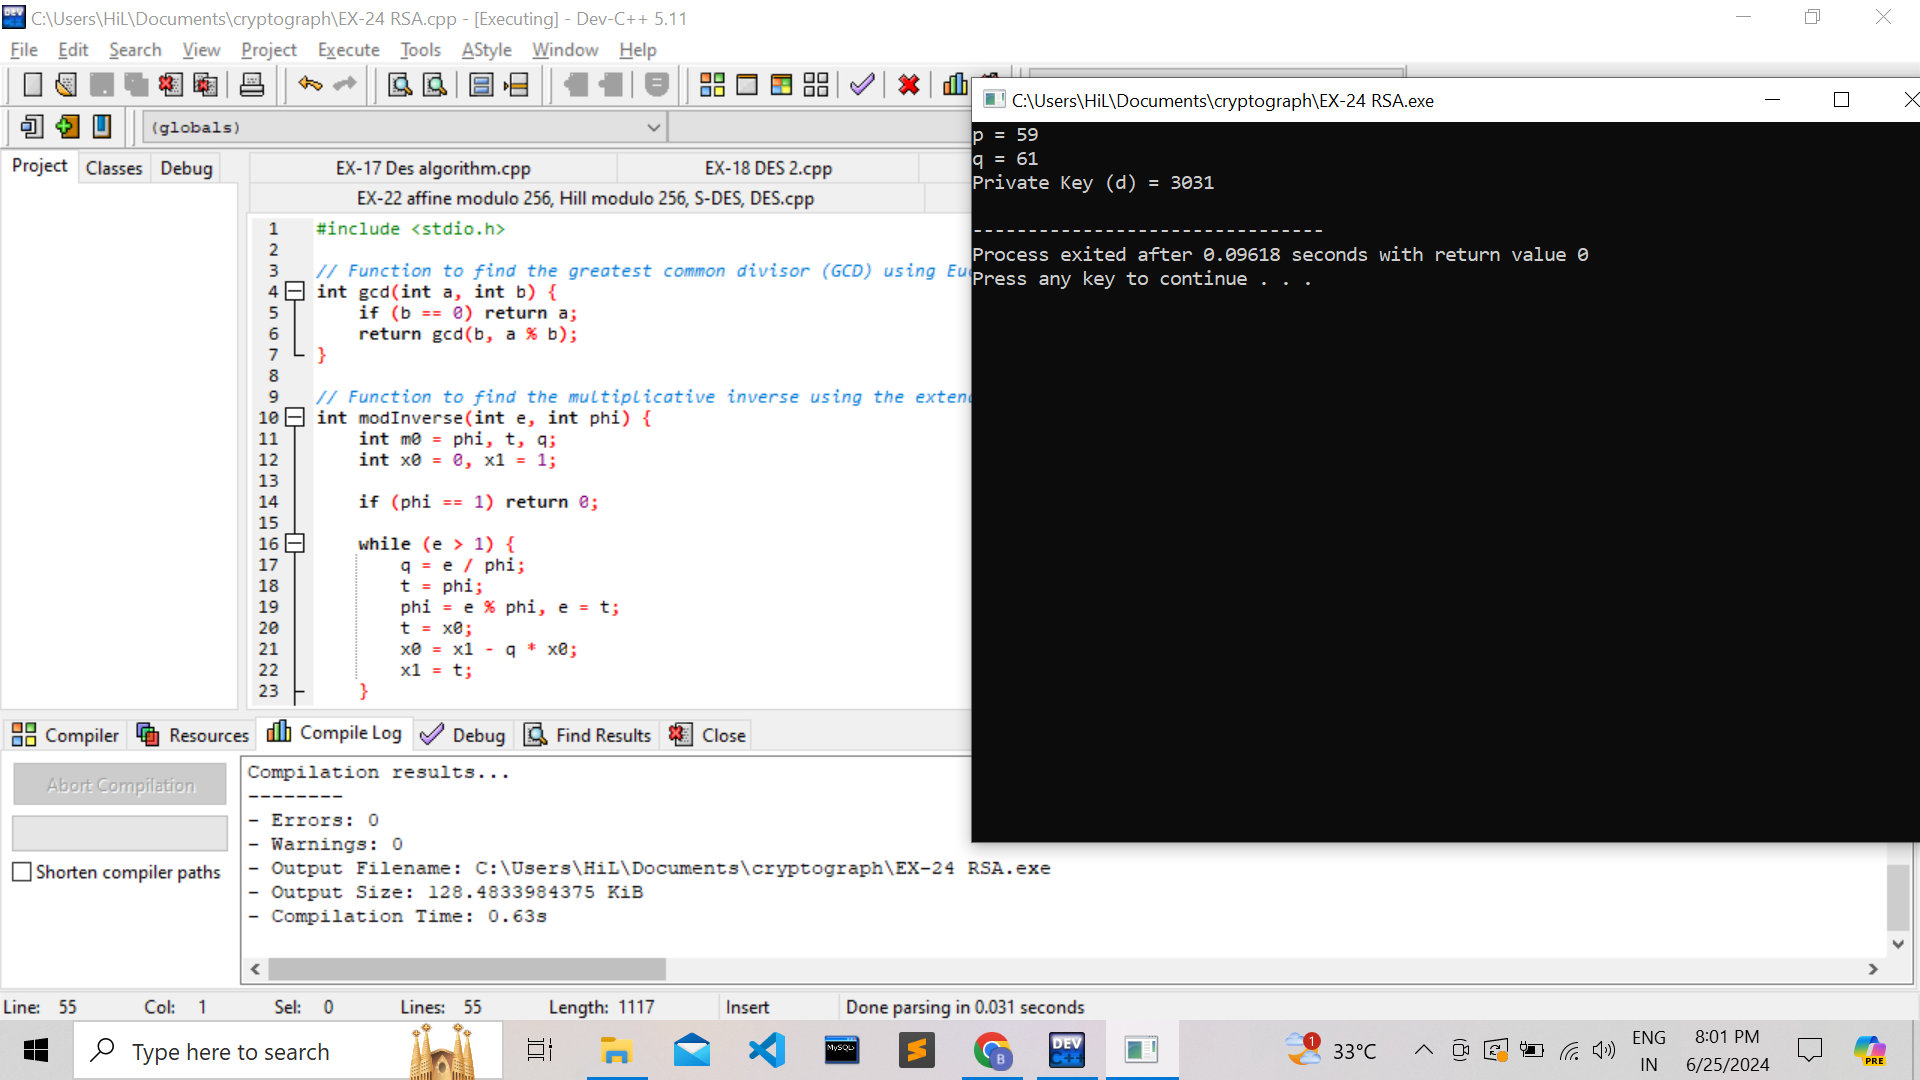 C:\Users\HiL\Documents\cryptograph\EX-24 RSA.cpp - [Executing] - Dev-C++ 5.11
File Edit Search View Project Execute Tools AStyle Window Help
(globals)
Project Classes Debug
EX-17 Des algorithm.cpp EX-18 DES 2.cpp
EX-22 affine modulo 256, Hill modulo 256, S-DES, DES.cpp
1 #include <stdio.h>
2
3 // Function to find the greatest common divisor (GCD) using
4 int gcd(int a, int b) {
5 if (b == 0) return a;
6 return gcd(b, a % b);
7 }
8
9 // Function to find the multiplicative inverse using the
10 int modInverse(int e, int phi) {
11 int m0 = phi, t, q;
12 int x0 = 0, x1 = 1;
13
14 if (phi == 1) return 0;
15
16 while (e > 1) {
17 q = e / phi;
18 t = phi;
19 phi = e % phi, e = t;
20 t = x0;
21 x0 = x1 - q * x0;
22 x1 = t;
23 }
C:\Users\HiL\Documents\cryptograph\EX-24 RSA.exe
p = 59
q = 61
Private Key (d) = 3031
--------------------------------
Process exited after 0.09618 seconds with return value 0
Press any key to continue . . .
Compiler Resources Compile Log Debug Find Results Close
Abort Compilation
Shorten compiler paths
Compilation results...
--------
- Errors: 0
- Warnings: 0
- Output Filename: C:\Users\HiL\Documents\cryptograph\EX-24 RSA.exe
- Output Size: 128.4833984375 KiB
- Compilation Time: 0.63s
Line: 55 Col: 1 Sel: 0 Lines: 55 Length: 1117 Insert Done parsing in 0.031 seconds
Type here to search
MySQL
B
DEV
C++
1
33°C
ENG
IN
8:01 PM
6/25/2024
PRE